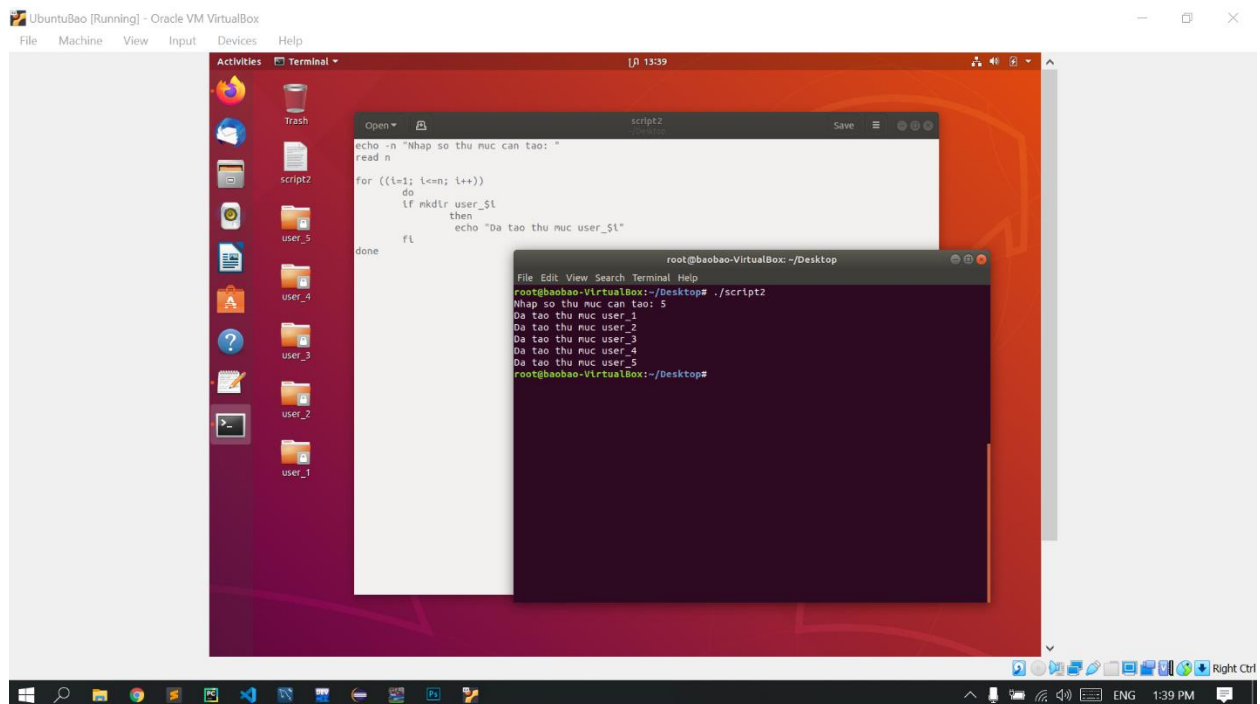 UbuntuBao [Running] - Oracle VM VirtualBox
File Machine View Input Devices Help
Activities Terminal 13:39
Trash
script2
user_5
user_4
user_3
user_2
user_1
Open script2 Save
~/Desktop
echo -n "Nhap so thu muc can tao: "
read n
for ((i=1; i<=n; i++))
do
if mkdir user_$i
then
echo "Da tao thu muc user_$i"
fi
done
root@baobao-VirtualBox: ~/Desktop
File Edit View Search Terminal Help
root@baobao-VirtualBox:~/Desktop# ./script2
Nhap so thu muc can tao: 5
Da tao thu muc user_1
Da tao thu muc user_2
Da tao thu muc user_3
Da tao thu muc user_4
Da tao thu muc user_5
root@baobao-VirtualBox:~/Desktop#
Right Ctrl
ENG 1:39 PM